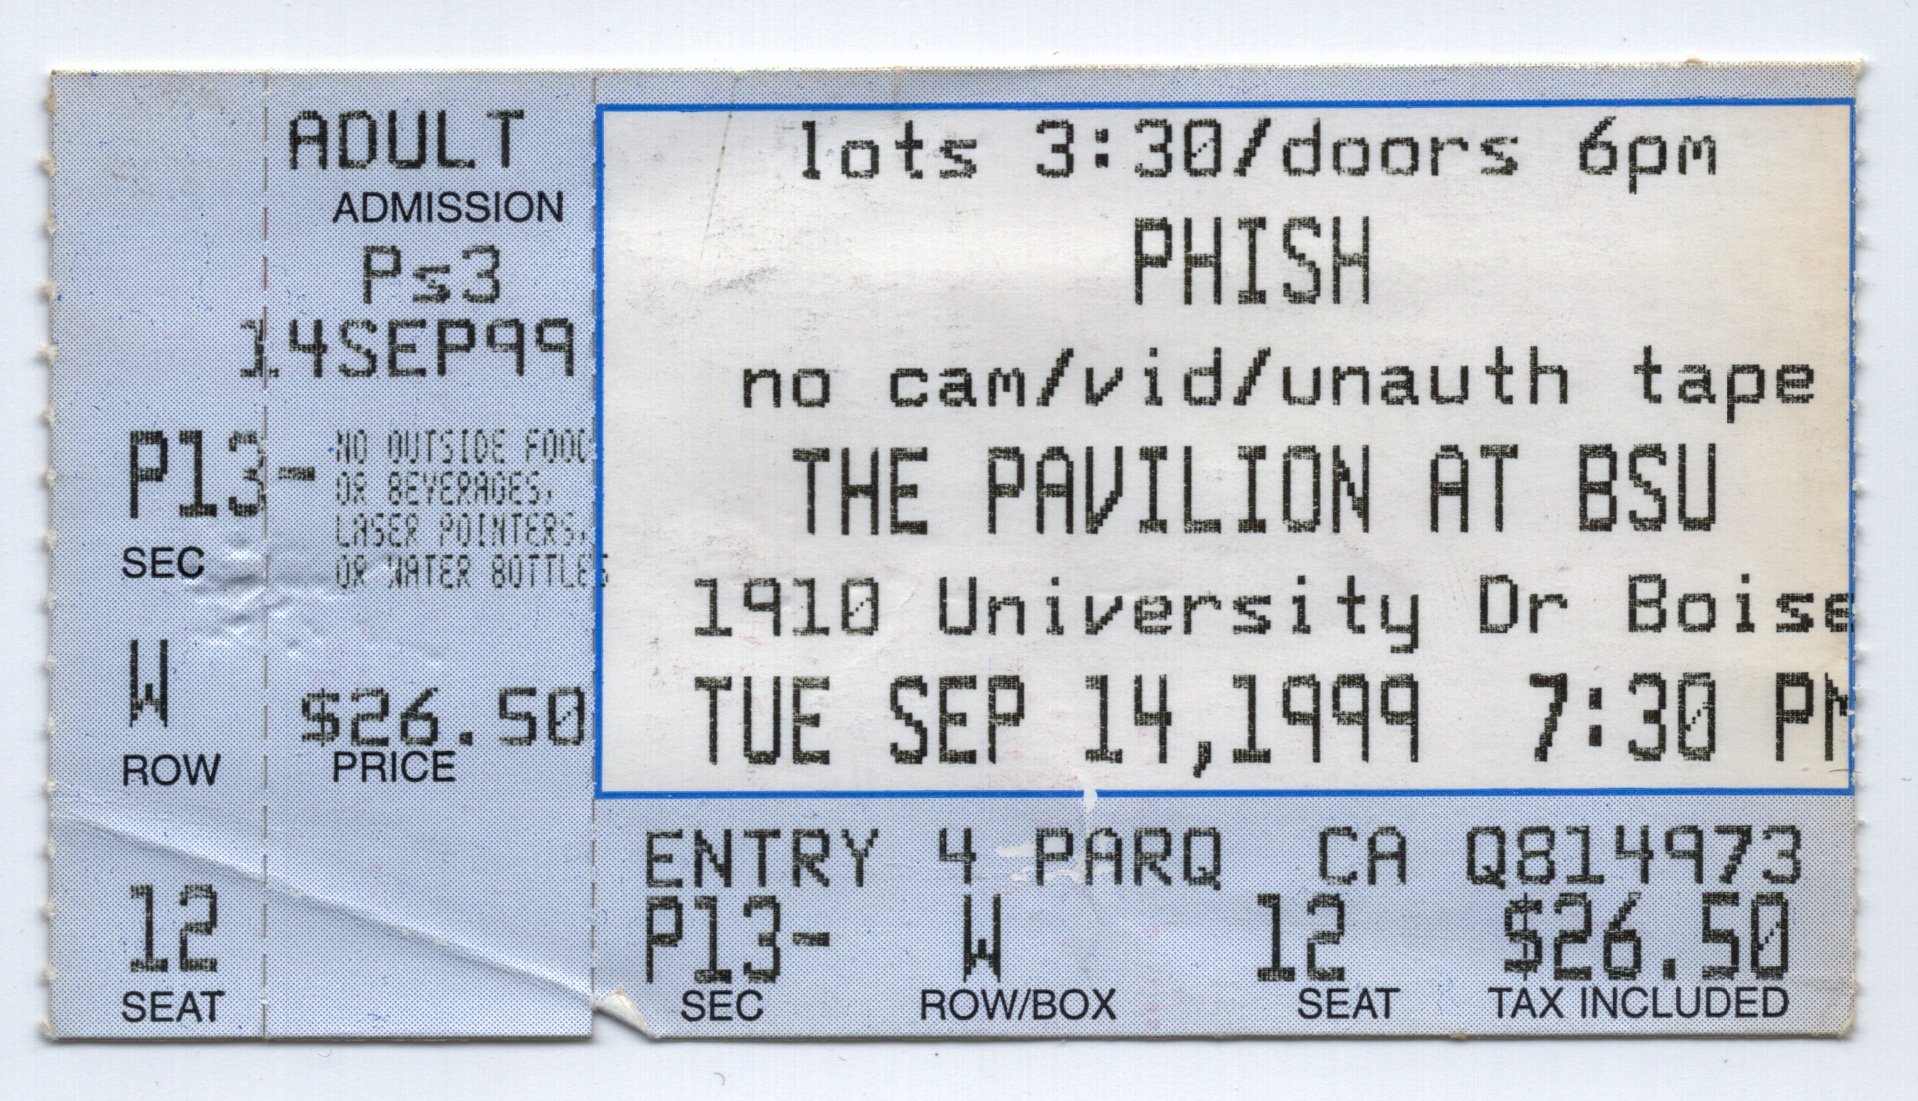 ADULT
ADMISSION
Ps3
14SEP99
P13-
SEC
NO OUTSIDE FOOD
OR BEVERAGES,
LASER POINTERS,
OR WATER BOTTLES
W
ROW
$26.50
PRICE
12
SEAT
lots 3:30/doors 6pm
PHISH
no cam/vid/unauth tape
THE PAVILION AT BSU
1910 University Dr Boise
TUE SEP 14,1999 7:30 PM
ENTRY 4 PARQ CA Q814973
P13- W 12 $26.50
SEC ROW/BOX SEAT TAX INCLUDED